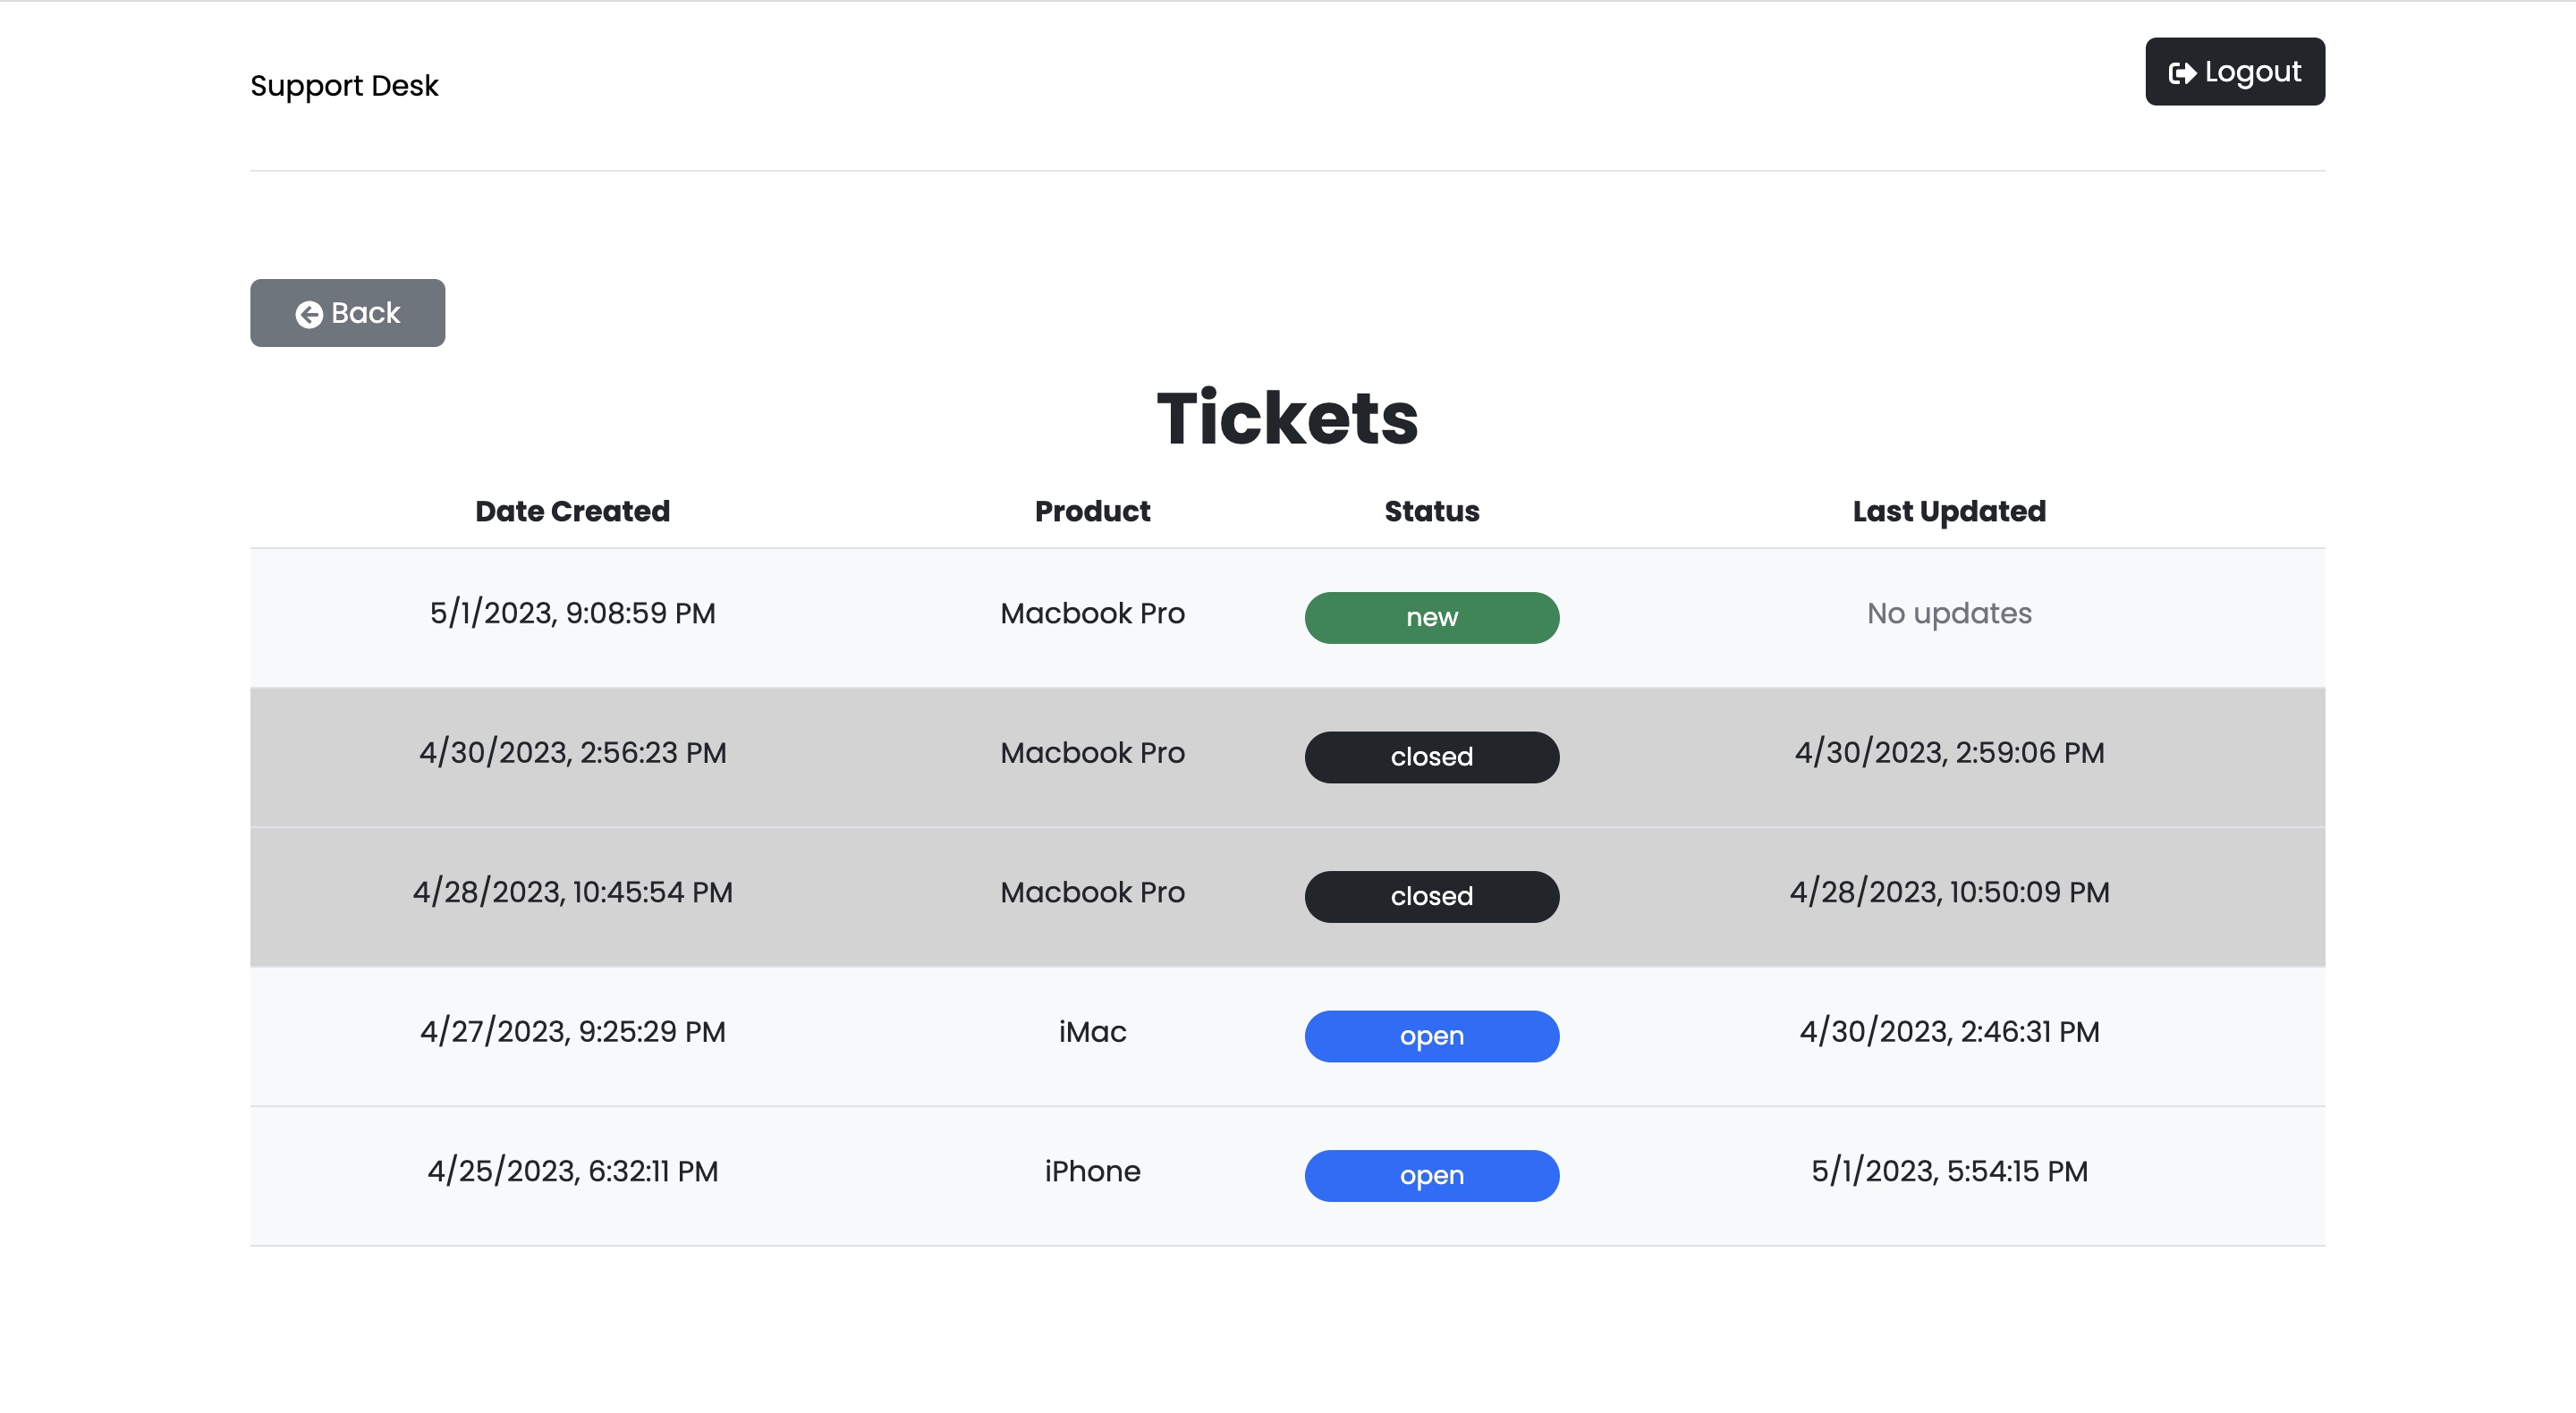 Support Desk
Logout
Back
Tickets
Date Created Product Status Last Updated
5/1/2023, 9:08:59 PM Macbook Pro new No updates
4/30/2023, 2:56:23 PM Macbook Pro closed 4/30/2023, 2:59:06 PM
4/28/2023, 10:45:54 PM Macbook Pro closed 4/28/2023, 10:50:09 PM
4/27/2023, 9:25:29 PM iMac open 4/30/2023, 2:46:31 PM
4/25/2023, 6:32:11 PM iPhone open 5/1/2023, 5:54:15 PM